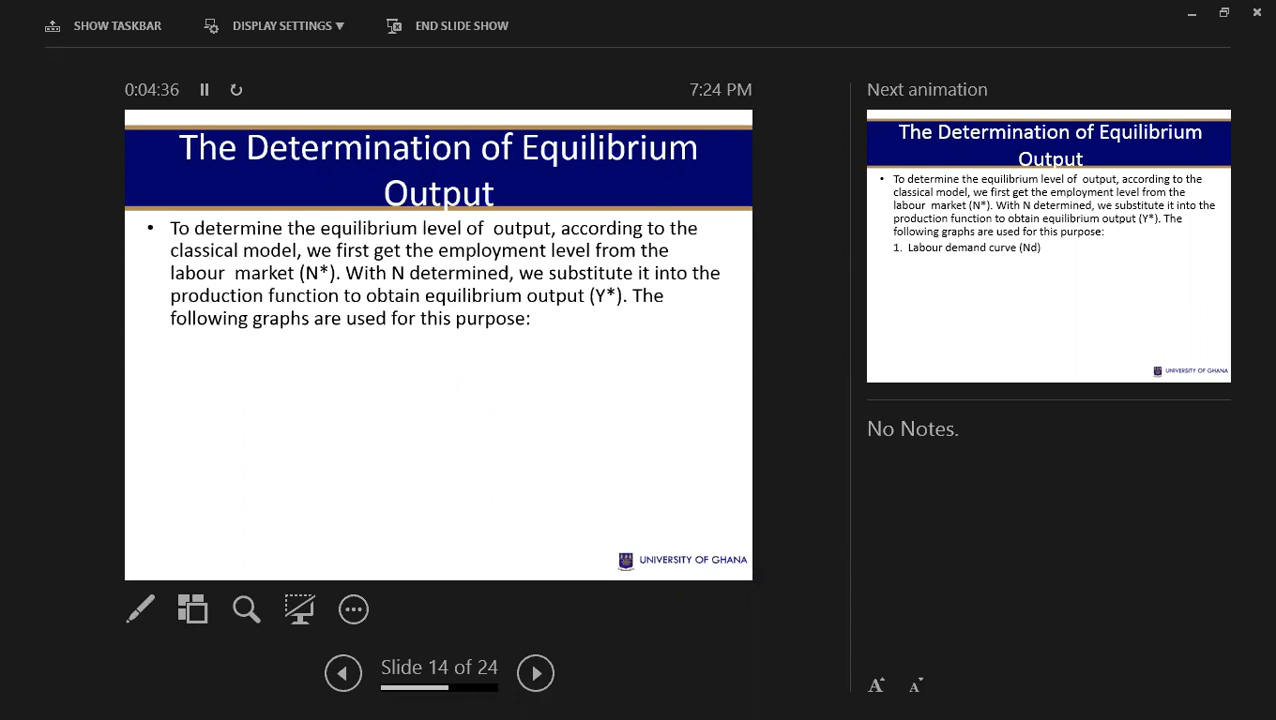 SHOW TASKBAR
DISPLAY SETTINGS ▼
END SLIDE SHOW
0:04:36
7:24 PM
The Determination of Equilibrium
Output
• To determine the equilibrium level of  output, according to the
classical model, we first get the employment level from the
labour  market (N*). With N determined, we substitute it into the
production function to obtain equilibrium output (Y*). The
following graphs are used for this purpose:
UNIVERSITY OF GHANA
Slide 14 of 24
Next animation
The Determination of Equilibrium
Output
• To determine the equilibrium level of  output, according to the
classical model, we first get the employment level from the
labour  market (N*). With N determined, we substitute it into the
production function to obtain equilibrium output (Y*). The
following graphs are used for this purpose:
1. Labour demand curve (Nd)
UNIVERSITY OF GHANA
No Notes.
A A